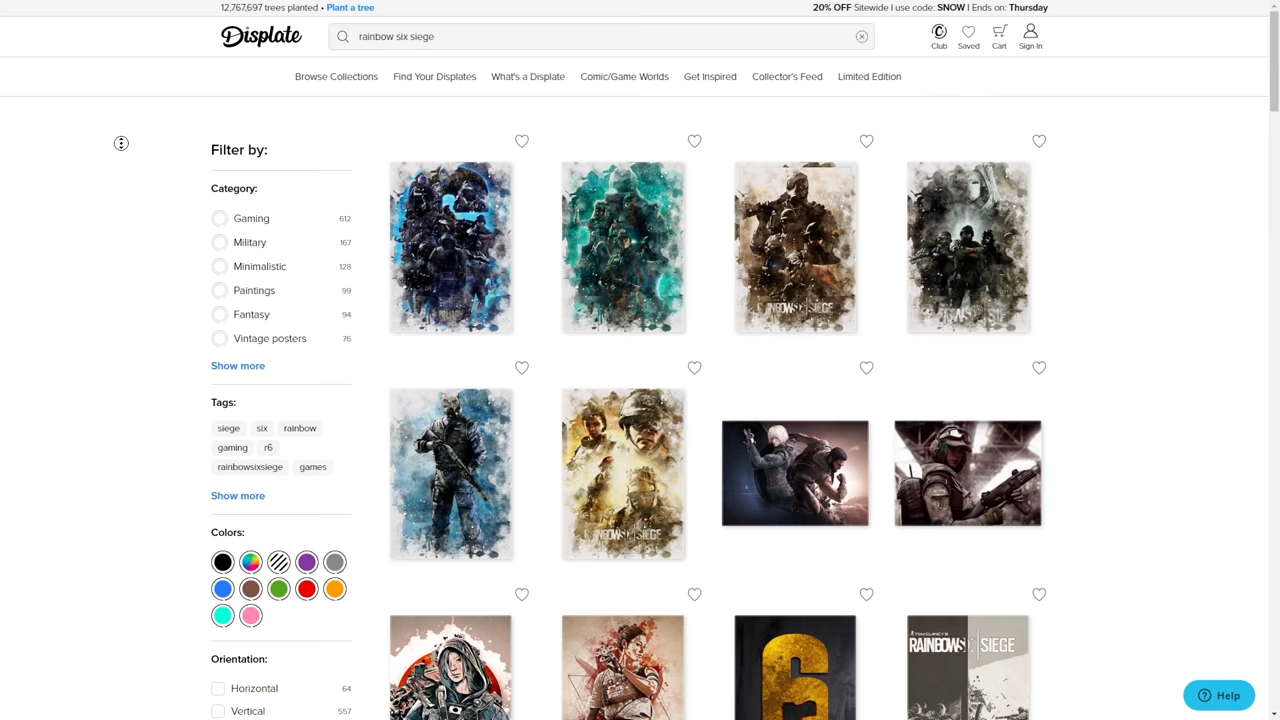 12,767,697 trees planted • Plant a tree
20% OFF Sitewide I use code: SNOW I Ends on: Thursday
Displate
rainbow six siege
Club
Saved
Cart
Sign In
Browse Collections
Find Your Displates
What's a Displate
Comic/Game Worlds
Get Inspired
Collector's Feed
Limited Edition
Filter by:
Category:
Gaming 612
Military 167
Minimalistic 128
Paintings 99
Fantasy 94
Vintage posters 76
Show more
Tags:
siege six rainbow
gaming r6
rainbowsixsiege games
Show more
Colors:
Orientation:
Horizontal 64
Vertical 557
SIEGE
SIEGE
6
RAINBOWSIX SIEGE
Help